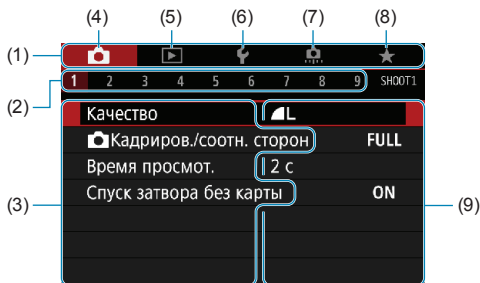 (4) (5) (6) (7) (8)
(1)
(2)
1 2 3 4 5 6 7 8 9 SHOOT1
Качество L
Кадриров./соотн. сторон FULL
Время просмот. 2 с
Спуск затвора без карты ON
(3)
(9)